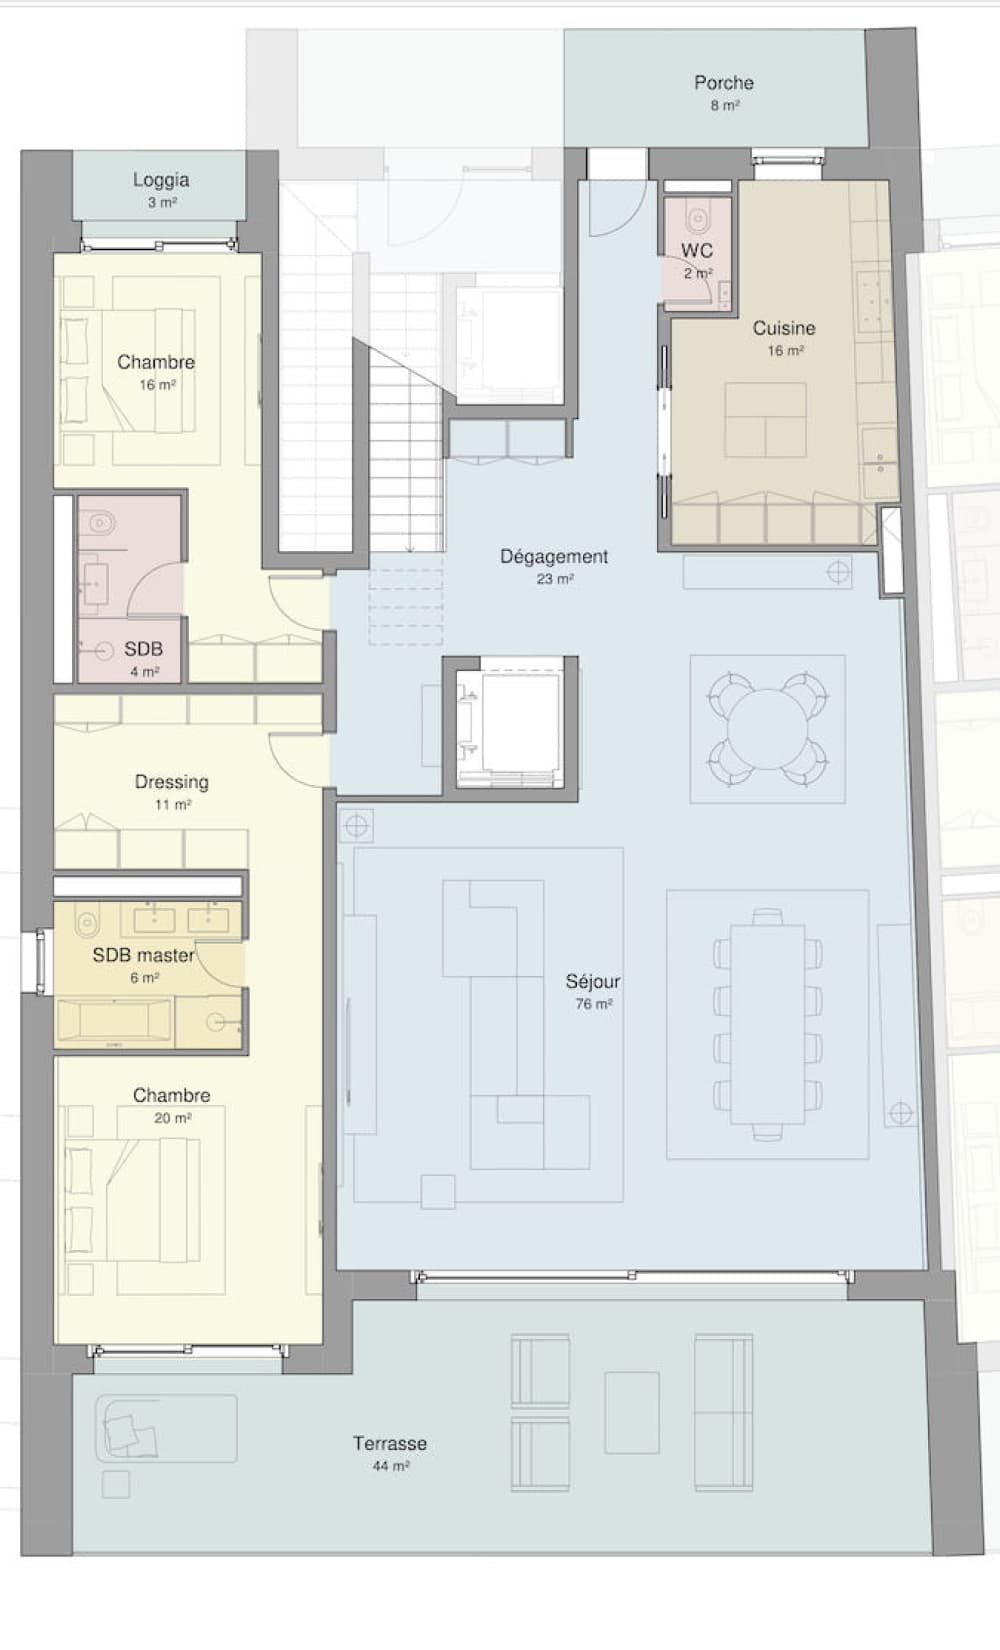 Porche
8 m²
Loggia
3 m²
WC
2 m²
Cuisine
16 m²
Chambre
16 m²
Dégagement
23 m²
SDB
4 m²
Dressing
11 m²
SDB master
6 m²
Séjour
76 m²
Chambre
20 m²
Terrasse
44 m²